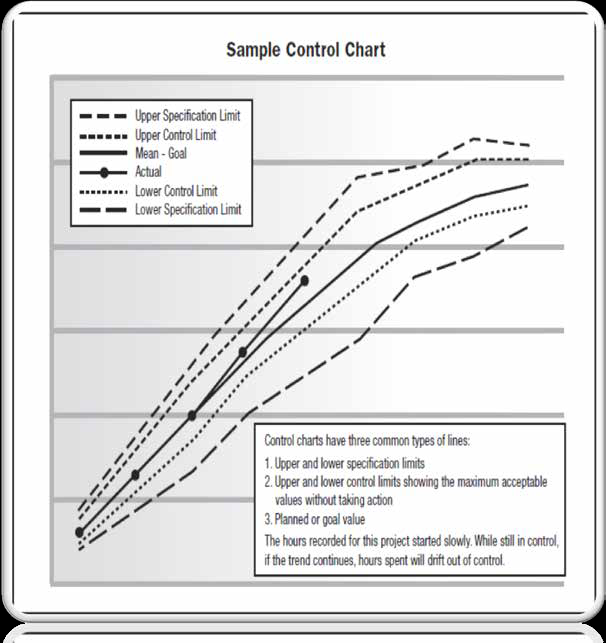 Sample Control Chart
Upper Specification Limit
Upper Control Limit
Mean - Goal
Actual
Lower Control Limit
Lower Specification Limit
Control charts have three common types of lines:
1. Upper and lower specification limits
2. Upper and lower control limits showing the maximum acceptable
values without taking action
3. Planned or goal value
The hours recorded for this project started slowly. While still in control,
if the trend continues, hours spent will drift out of control.